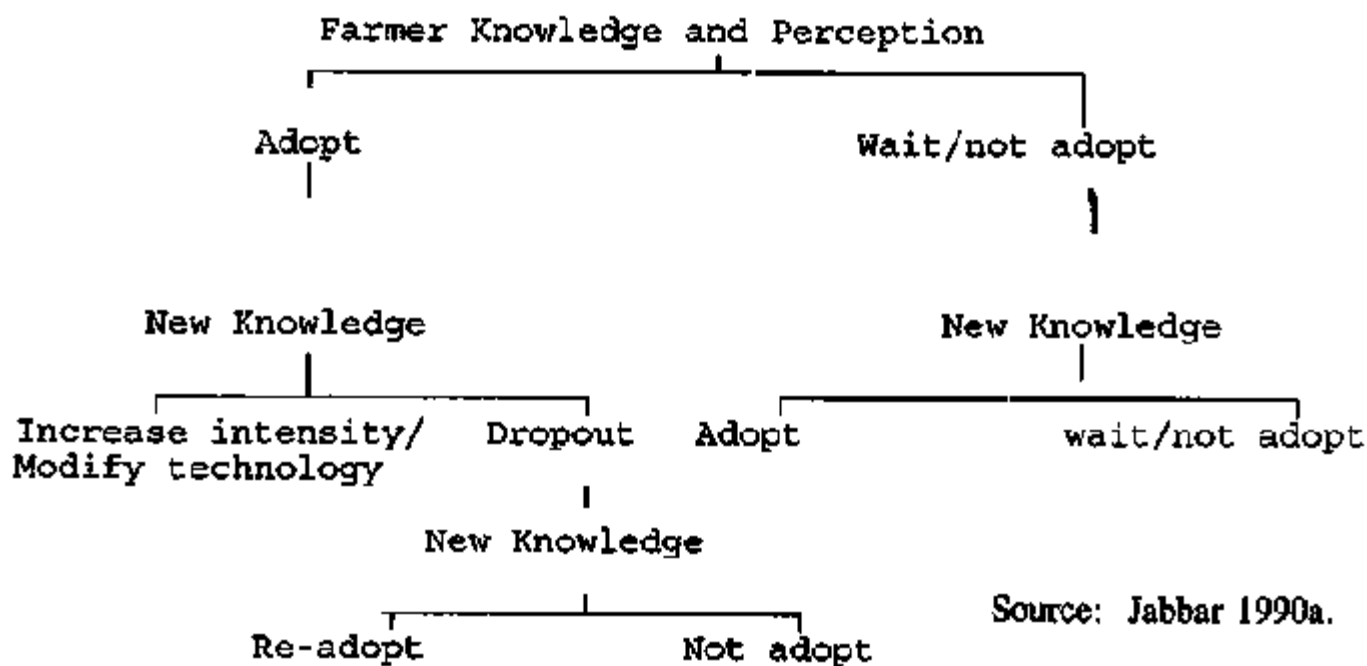 Farmer Knowledge and Perception
Adopt Wait/not adopt
New Knowledge New Knowledge
Increase intensity/ Dropout Adopt wait/not adopt
Modify technology
New Knowledge
Source: Jabbar 1990a.
Re-adopt Not adopt